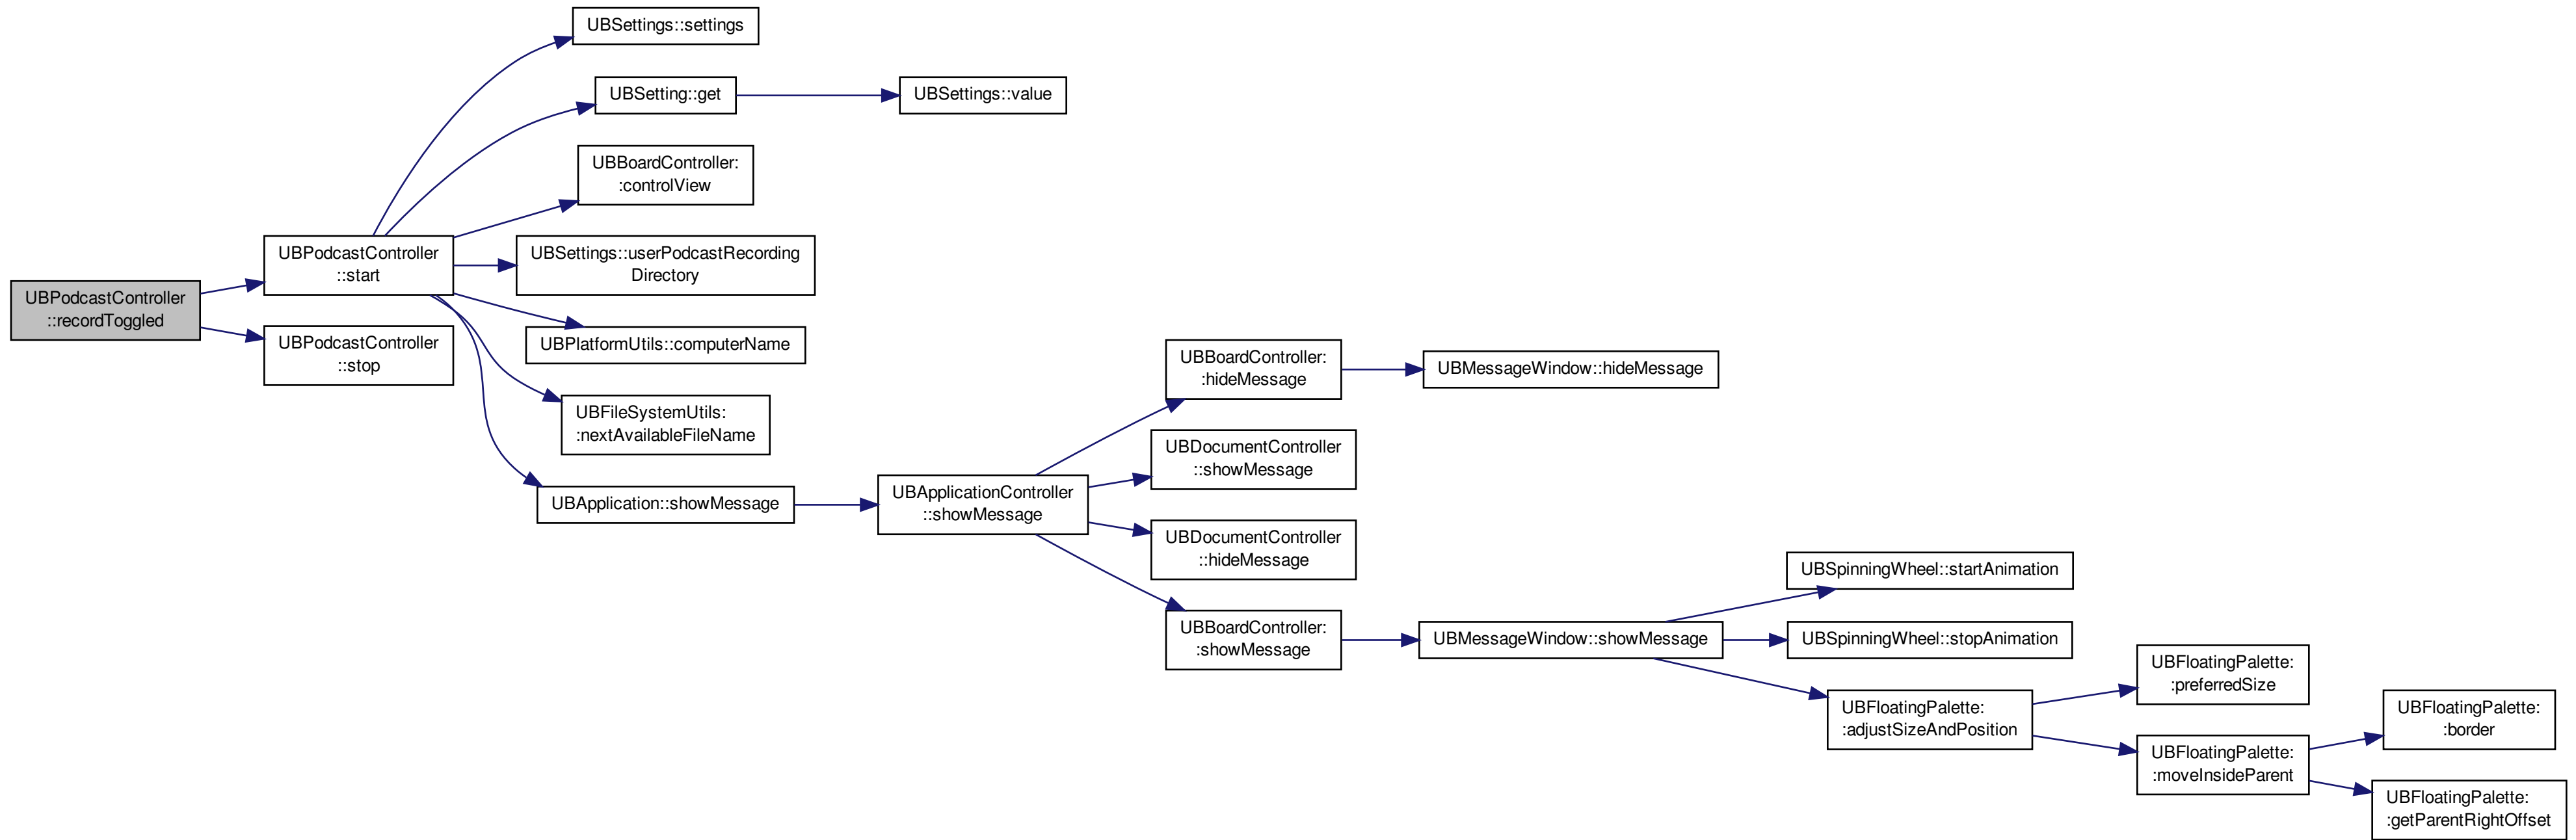 UBPodcastController
::recordToggled
UBPodcastController
::start
UBPodcastController
::stop
UBSettings::settings
UBSetting::get
UBSettings::value
UBBoardController:
:controlView
UBSettings::userPodcastRecording
Directory
UBPlatformUtils::computerName
UBFileSystemUtils:
:nextAvailableFileName
UBApplication::showMessage
UBApplicationController
::showMessage
UBBoardController:
:hideMessage
UBMessageWindow::hideMessage
UBDocumentController
::showMessage
UBDocumentController
::hideMessage
UBBoardController:
:showMessage
UBMessageWindow::showMessage
UBSpinningWheel::startAnimation
UBSpinningWheel::stopAnimation
UBFloatingPalette:
:adjustSizeAndPosition
UBFloatingPalette:
:preferredSize
UBFloatingPalette:
:moveInsideParent
UBFloatingPalette:
:border
UBFloatingPalette:
:getParentRightOffset